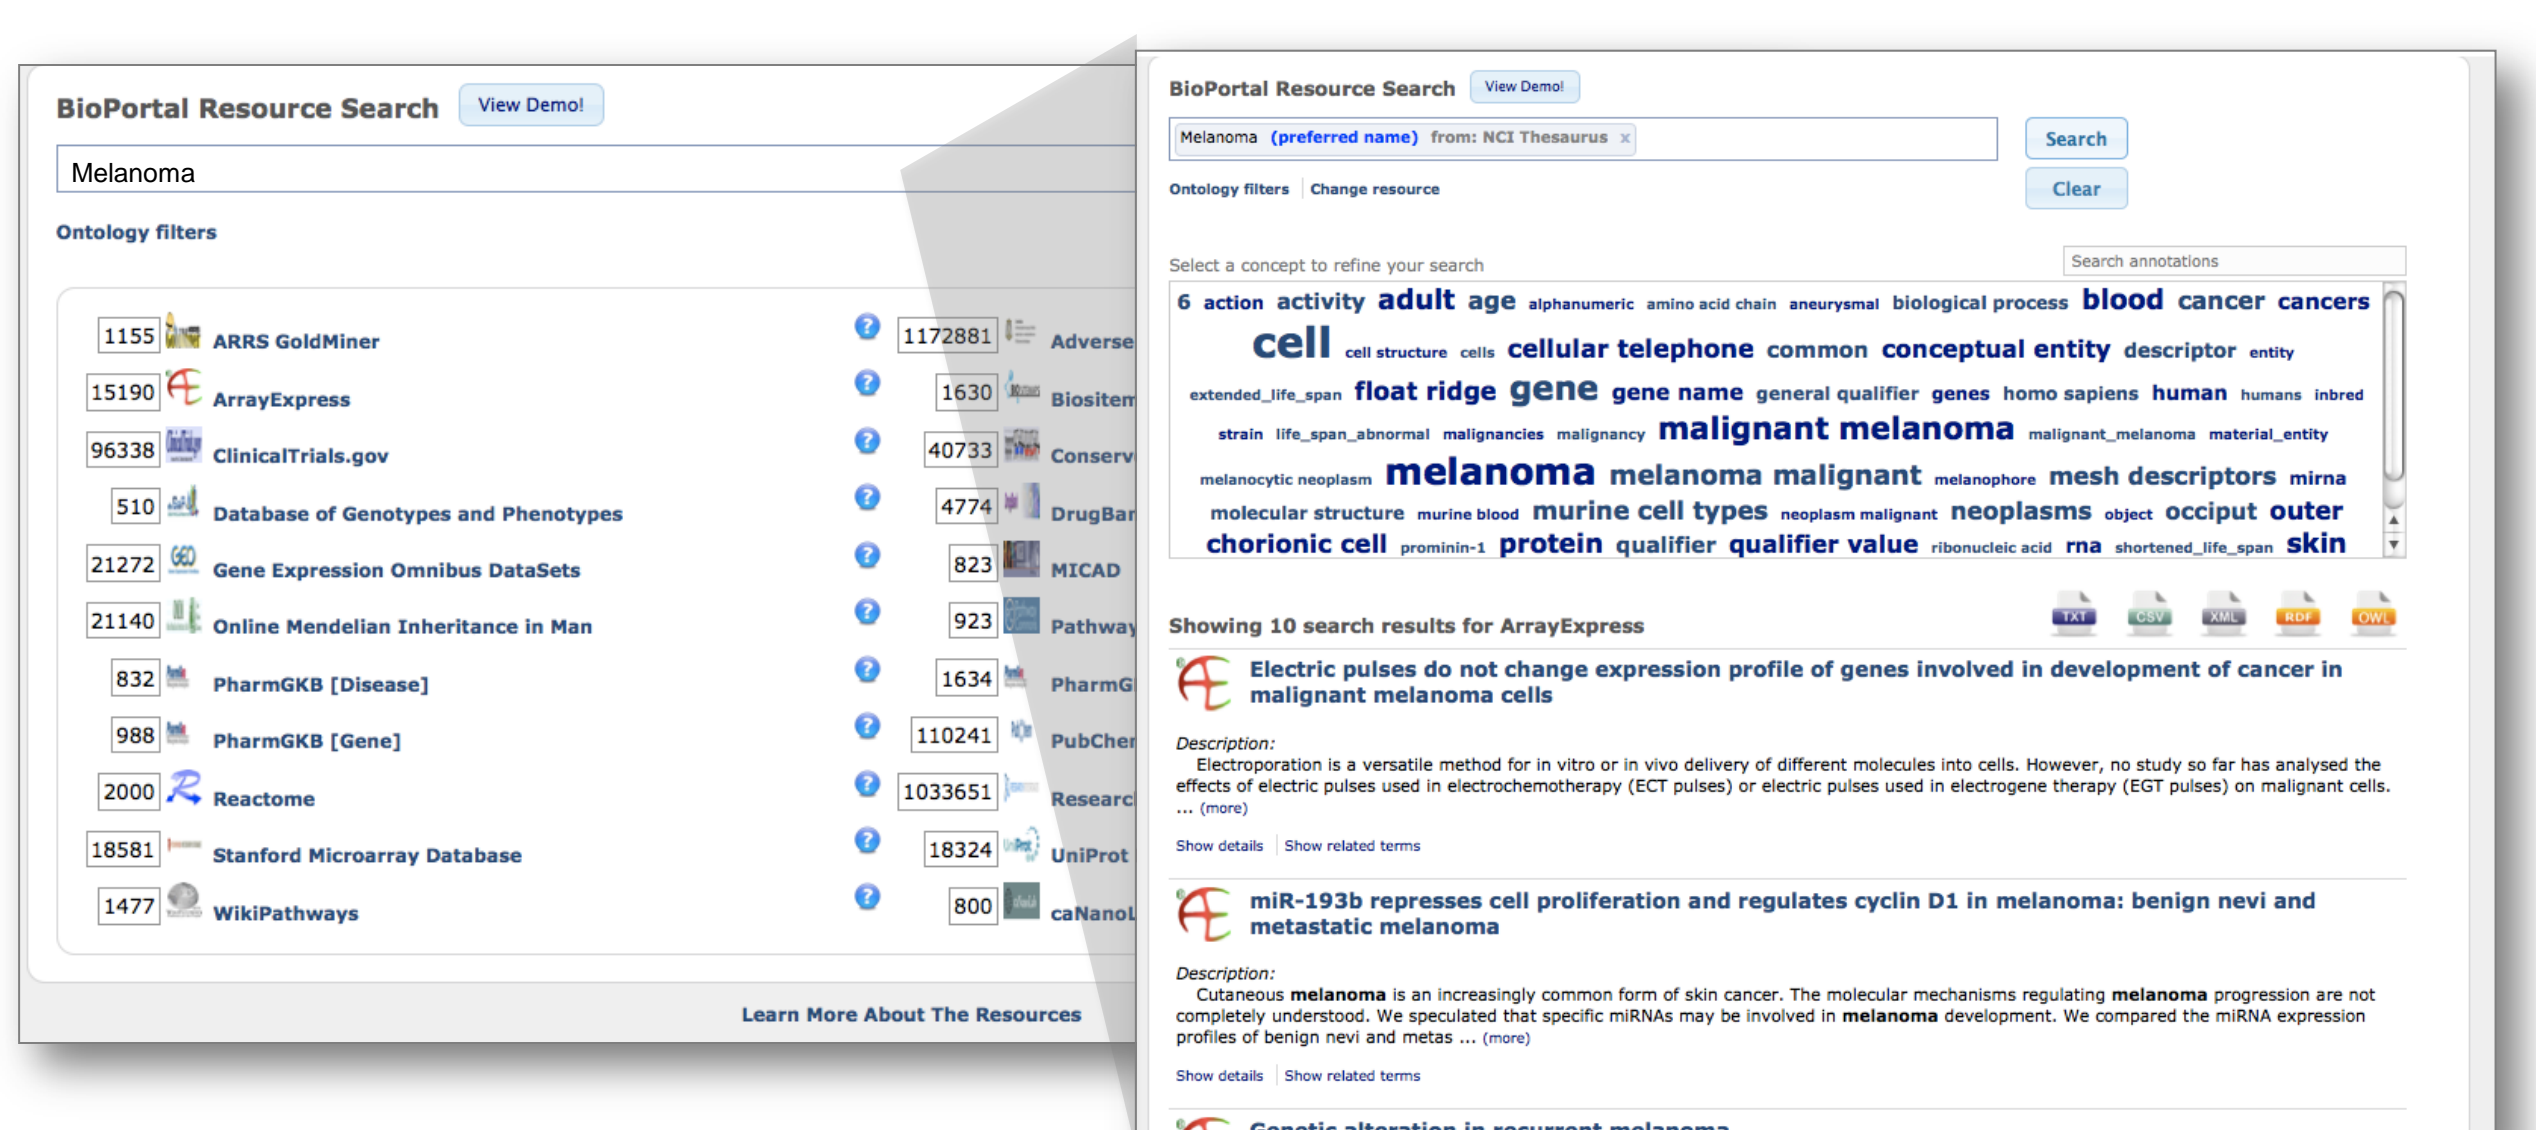 BioPortal Resource Search View Demo!
Melanoma
Ontology filters
1155 ARRS GoldMiner
15190 ArrayExpress
96338 ClinicalTrials.gov
510 Database of Genotypes and Phenotypes
21272 GEO Gene Expression Omnibus DataSets
21140 Online Mendelian Inheritance in Man
832 PharmGKB [Disease]
988 PharmGKB [Gene]
2000 Reactome
18581 Stanford Microarray Database
1477 WikiPathways
? 1172881 Adverse
? 1630 Biositem
? 40733 Conserv
? 4774 DrugBan
? 823 MICAD
? 923 Pathway
? 1634 PharmG
? 110241 PubChem
? 1033651 Researc
? 18324 UniProt
? 800 caNanoL
Learn More About The Resources
BioPortal Resource Search View Demo!
Melanoma (preferred name) from: NCI Thesaurus x
Search
Ontology filters Change resource
Clear
Select a concept to refine your search
Search annotations
6 action activity adult age alphanumeric amino acid chain aneurysmal biological process blood cancer cancers
cell cell structure cells cellular telephone common conceptual entity descriptor entity
extended_life_span float ridge gene gene name general qualifier genes homo sapiens human humans inbred
strain life_span_abnormal malignancies malignancy malignant melanoma malignant_melanoma material_entity
melanocytic neoplasm melanoma melanoma malignant melanophore mesh descriptors mirna
molecular structure murine blood murine cell types neoplasm malignant neoplasms object occiput outer
chorionic cell prominin-1 protein qualifier qualifier value ribonucleic acid rna shortened_life_span skin
TXT CSV XML RDF OWL
Showing 10 search results for ArrayExpress
Electric pulses do not change expression profile of genes involved in development of cancer in
malignant melanoma cells
Description:
Electroporation is a versatile method for in vitro or in vivo delivery of different molecules into cells. However, no study so far has analysed the
effects of electric pulses used in electrochemotherapy (ECT pulses) or electric pulses used in electrogene therapy (EGT pulses) on malignant cells.
... (more)
Show details Show related terms
miR-193b represses cell proliferation and regulates cyclin D1 in melanoma: benign nevi and
metastatic melanoma
Description:
Cutaneous melanoma is an increasingly common form of skin cancer. The molecular mechanisms regulating melanoma progression are not
completely understood. We speculated that specific miRNAs may be involved in melanoma development. We compared the miRNA expression
profiles of benign nevi and metas ... (more)
Show details Show related terms
Genetic alteration in recurrent melanoma